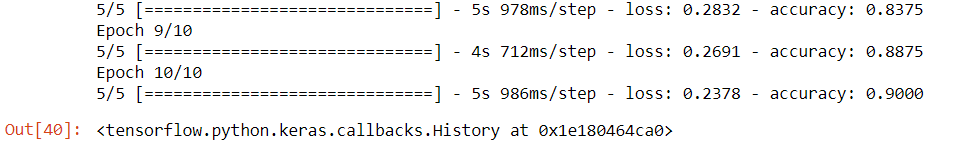 5/5 [==============================] - 5s 978ms/step - loss: 0.2832 - accuracy: 0.8375
Epoch 9/10
5/5 [==============================] - 4s 712ms/step - loss: 0.2691 - accuracy: 0.8875
Epoch 10/10
5/5 [==============================] - 5s 986ms/step - loss: 0.2378 - accuracy: 0.9000
Out[40]: <tensorflow.python.keras.callbacks.History at 0x1e180464ca0>